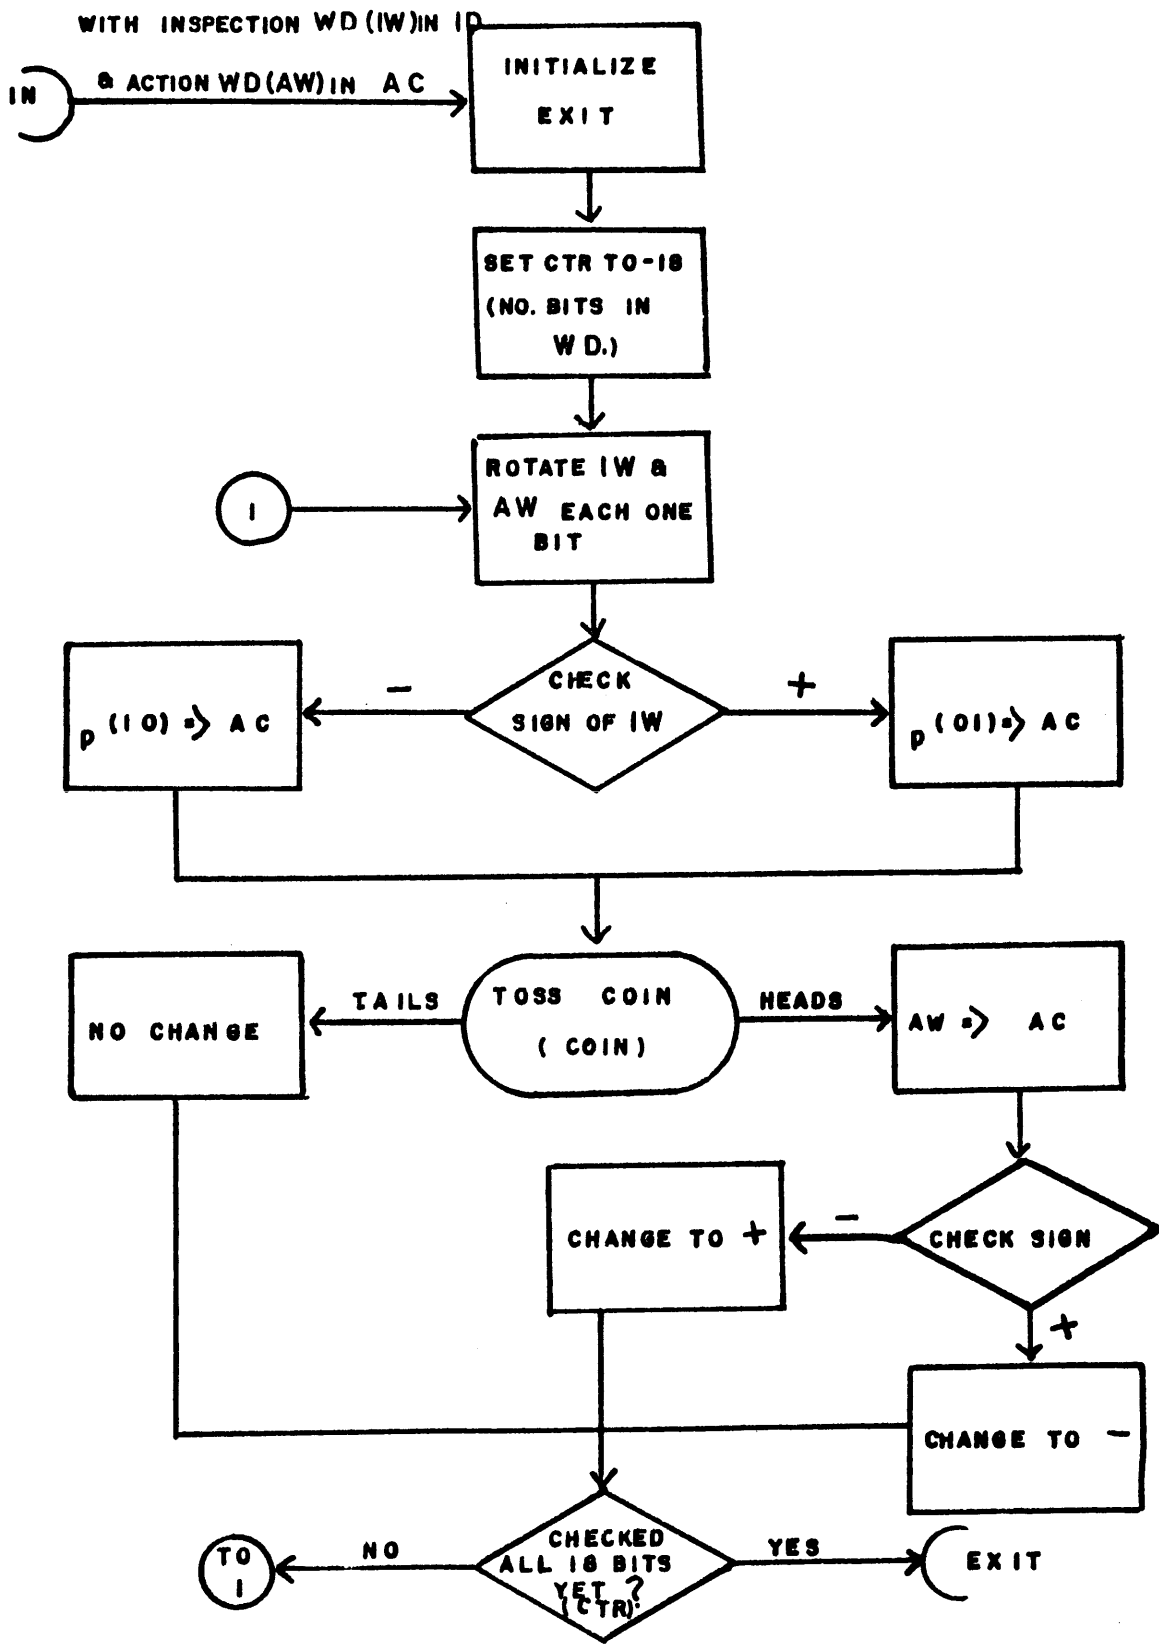 WITH INSPECTION WD (IW) IN IO
& ACTION WD (AW) IN AC
IN
INITIALIZE
EXIT
SET CTR TO -18
(NO. BITS IN
WD.)
1
ROTATE IW &
AW EACH ONE
BIT
CHECK
SIGN OF IW
-
+
p (10) => AC
p (01) => AC
TOSS COIN
(COIN)
TAILS
HEADS
NO CHANGE
AW => AC
CHECK SIGN
-
CHANGE TO +
+
CHANGE TO -
CHECKED
ALL 18 BITS
YET ?
(CTR)
NO
TO
1
YES
EXIT